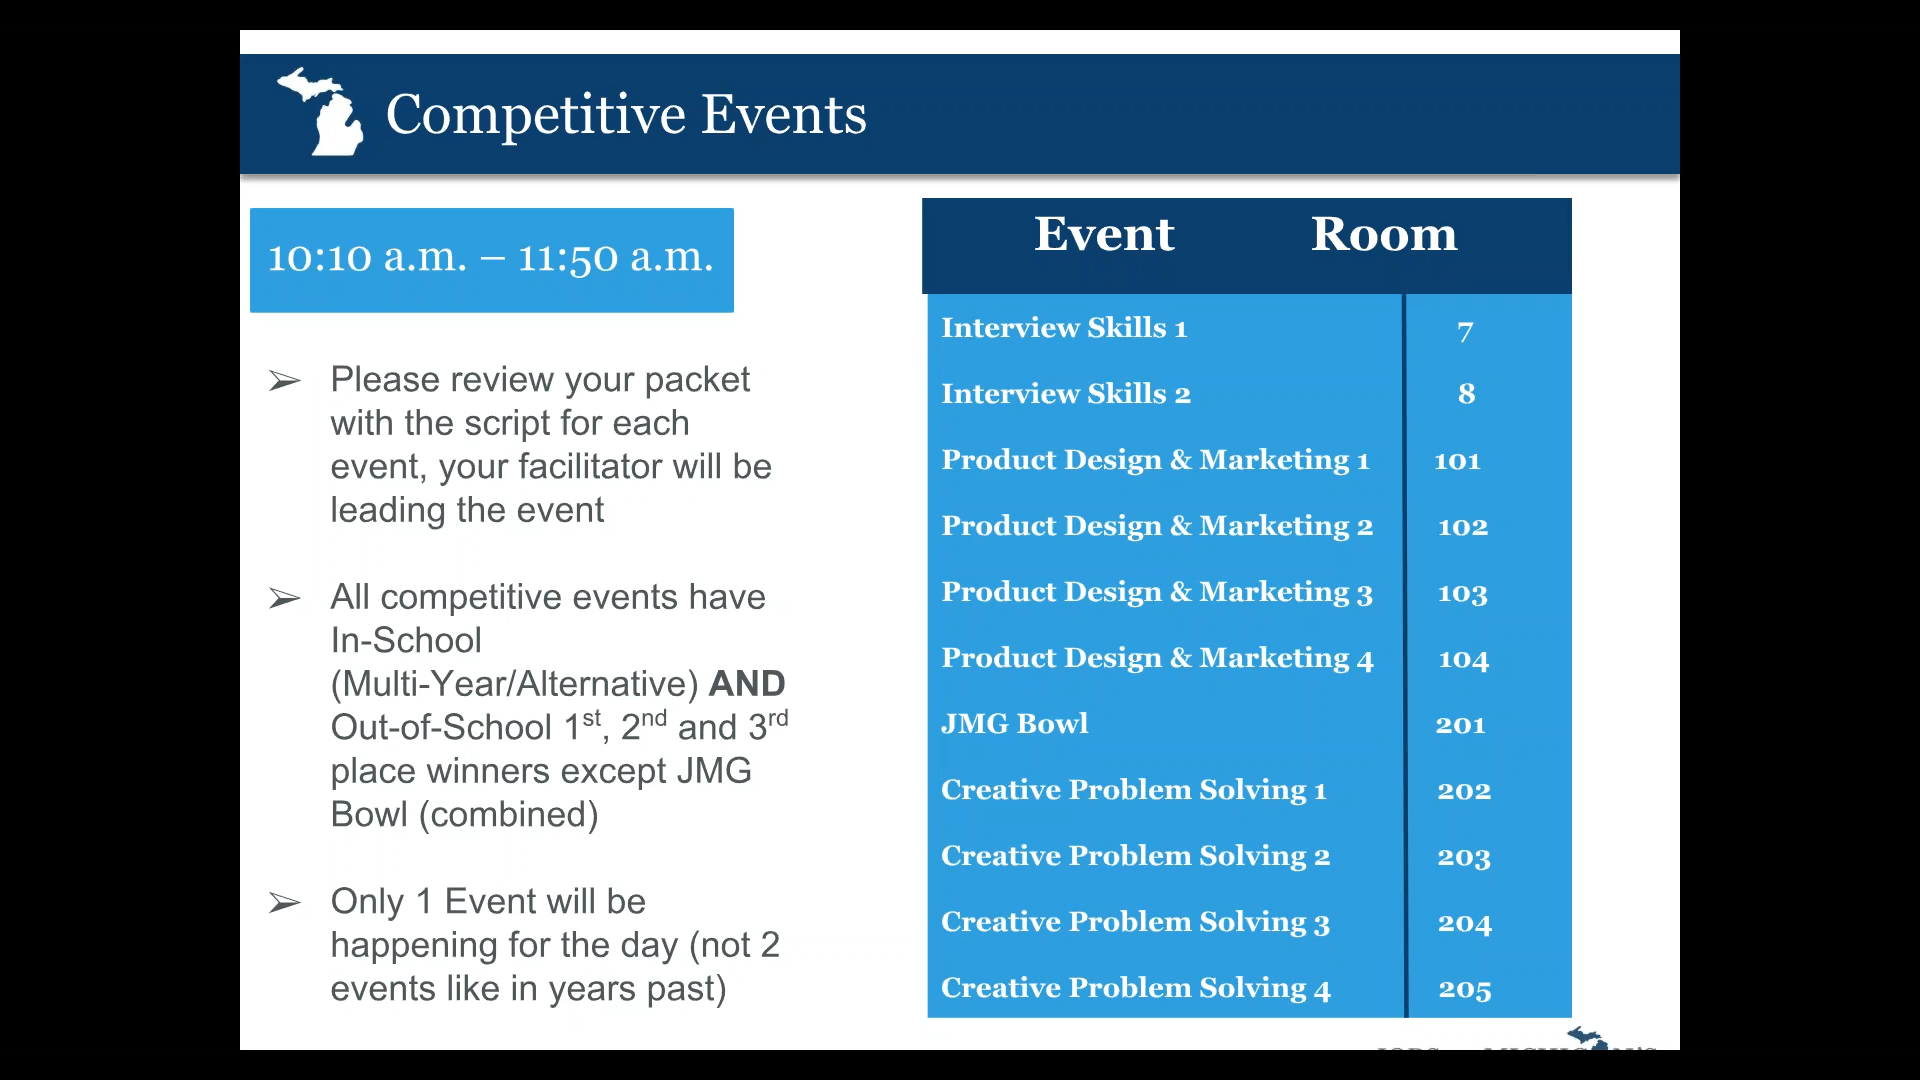 Competitive Events
10:10 a.m. – 11:50 a.m.
➢ Please review your packet
with the script for each
event, your facilitator will be
leading the event
➢ All competitive events have
In-School
(Multi-Year/Alternative) AND
Out-of-School 1st, 2nd and 3rd
place winners except JMG
Bowl (combined)
➢ Only 1 Event will be
happening for the day (not 2
events like in years past)
Event Room
Interview Skills 1 7
Interview Skills 2 8
Product Design & Marketing 1 101
Product Design & Marketing 2 102
Product Design & Marketing 3 103
Product Design & Marketing 4 104
JMG Bowl 201
Creative Problem Solving 1 202
Creative Problem Solving 2 203
Creative Problem Solving 3 204
Creative Problem Solving 4 205